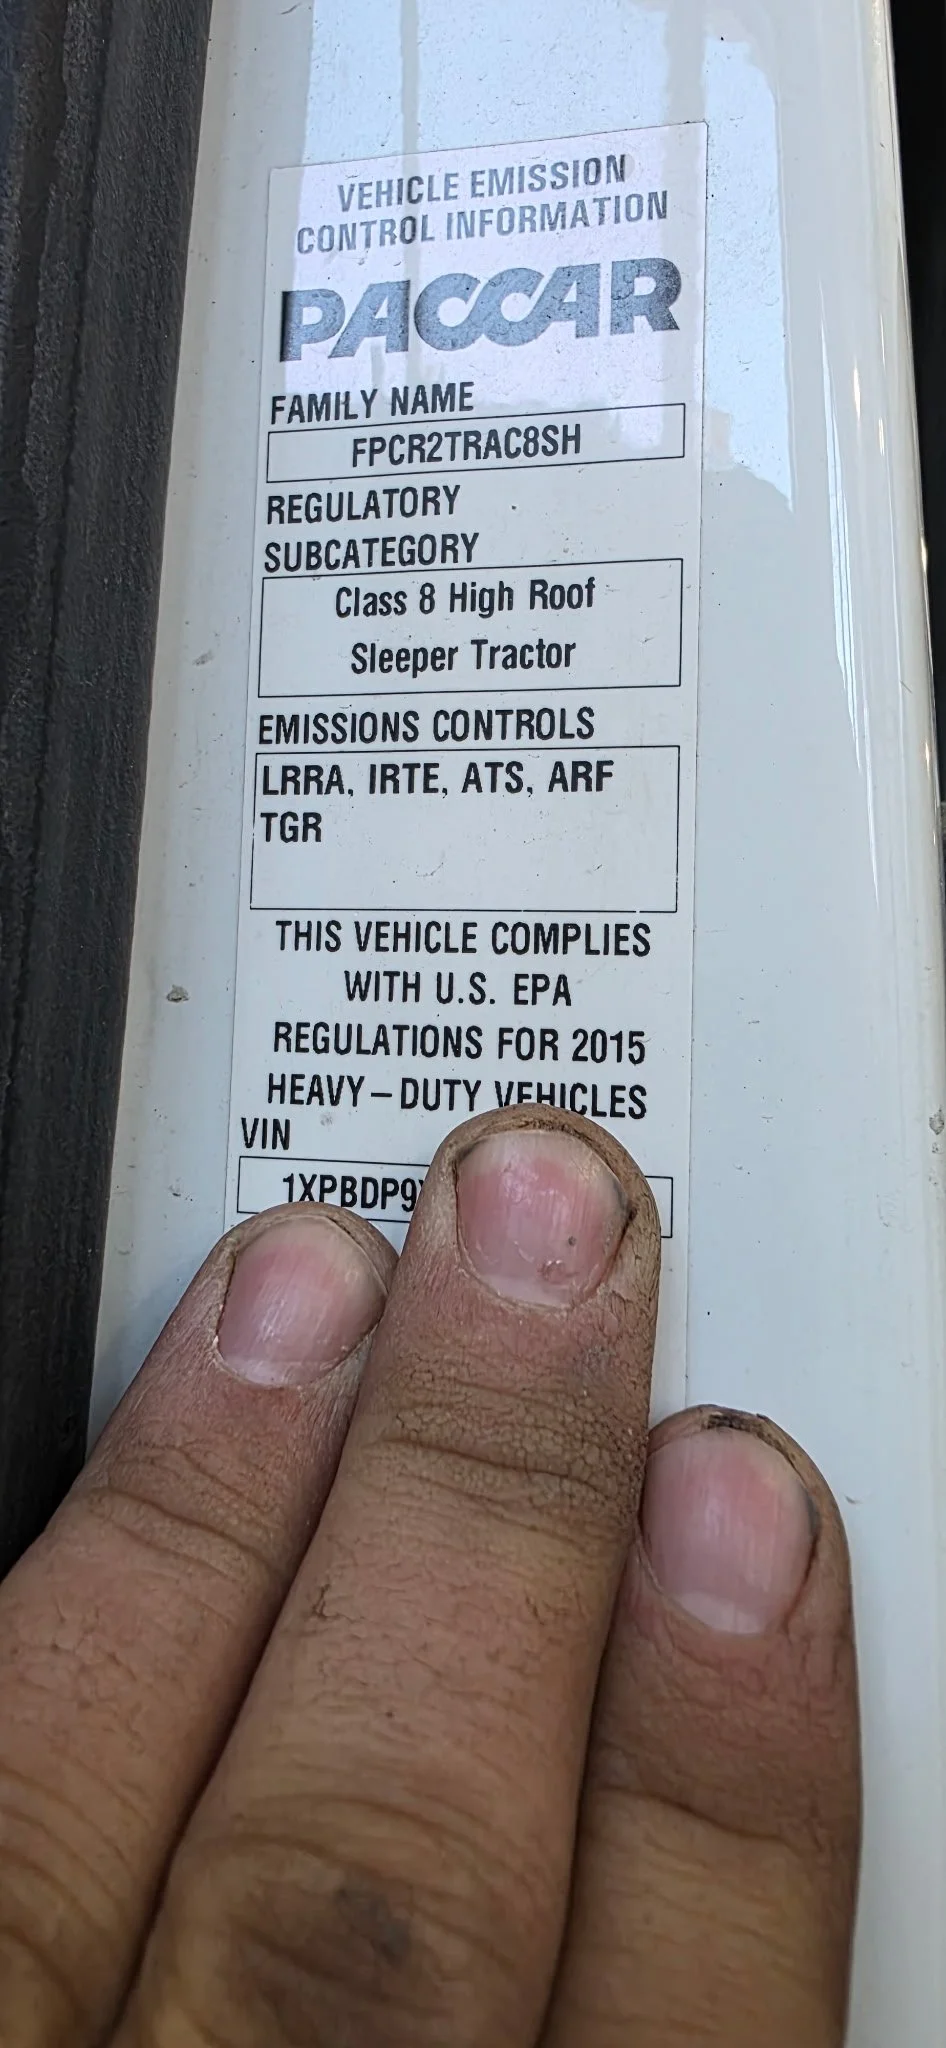 VEHICLE EMISSION
CONTROL INFORMATION
PACCAR
FAMILY NAME
FPCR2TRAC8SH
REGULATORY
SUBCATEGORY
Class 8 High Roof
Sleeper Tractor
EMISSIONS CONTROLS
LRRA, IRTE, ATS, ARF
TGR
THIS VEHICLE COMPLIES
WITH U.S. EPA
REGULATIONS FOR 2015
HEAVY-DUTY VEHICLES
VIN
1XPBDP9